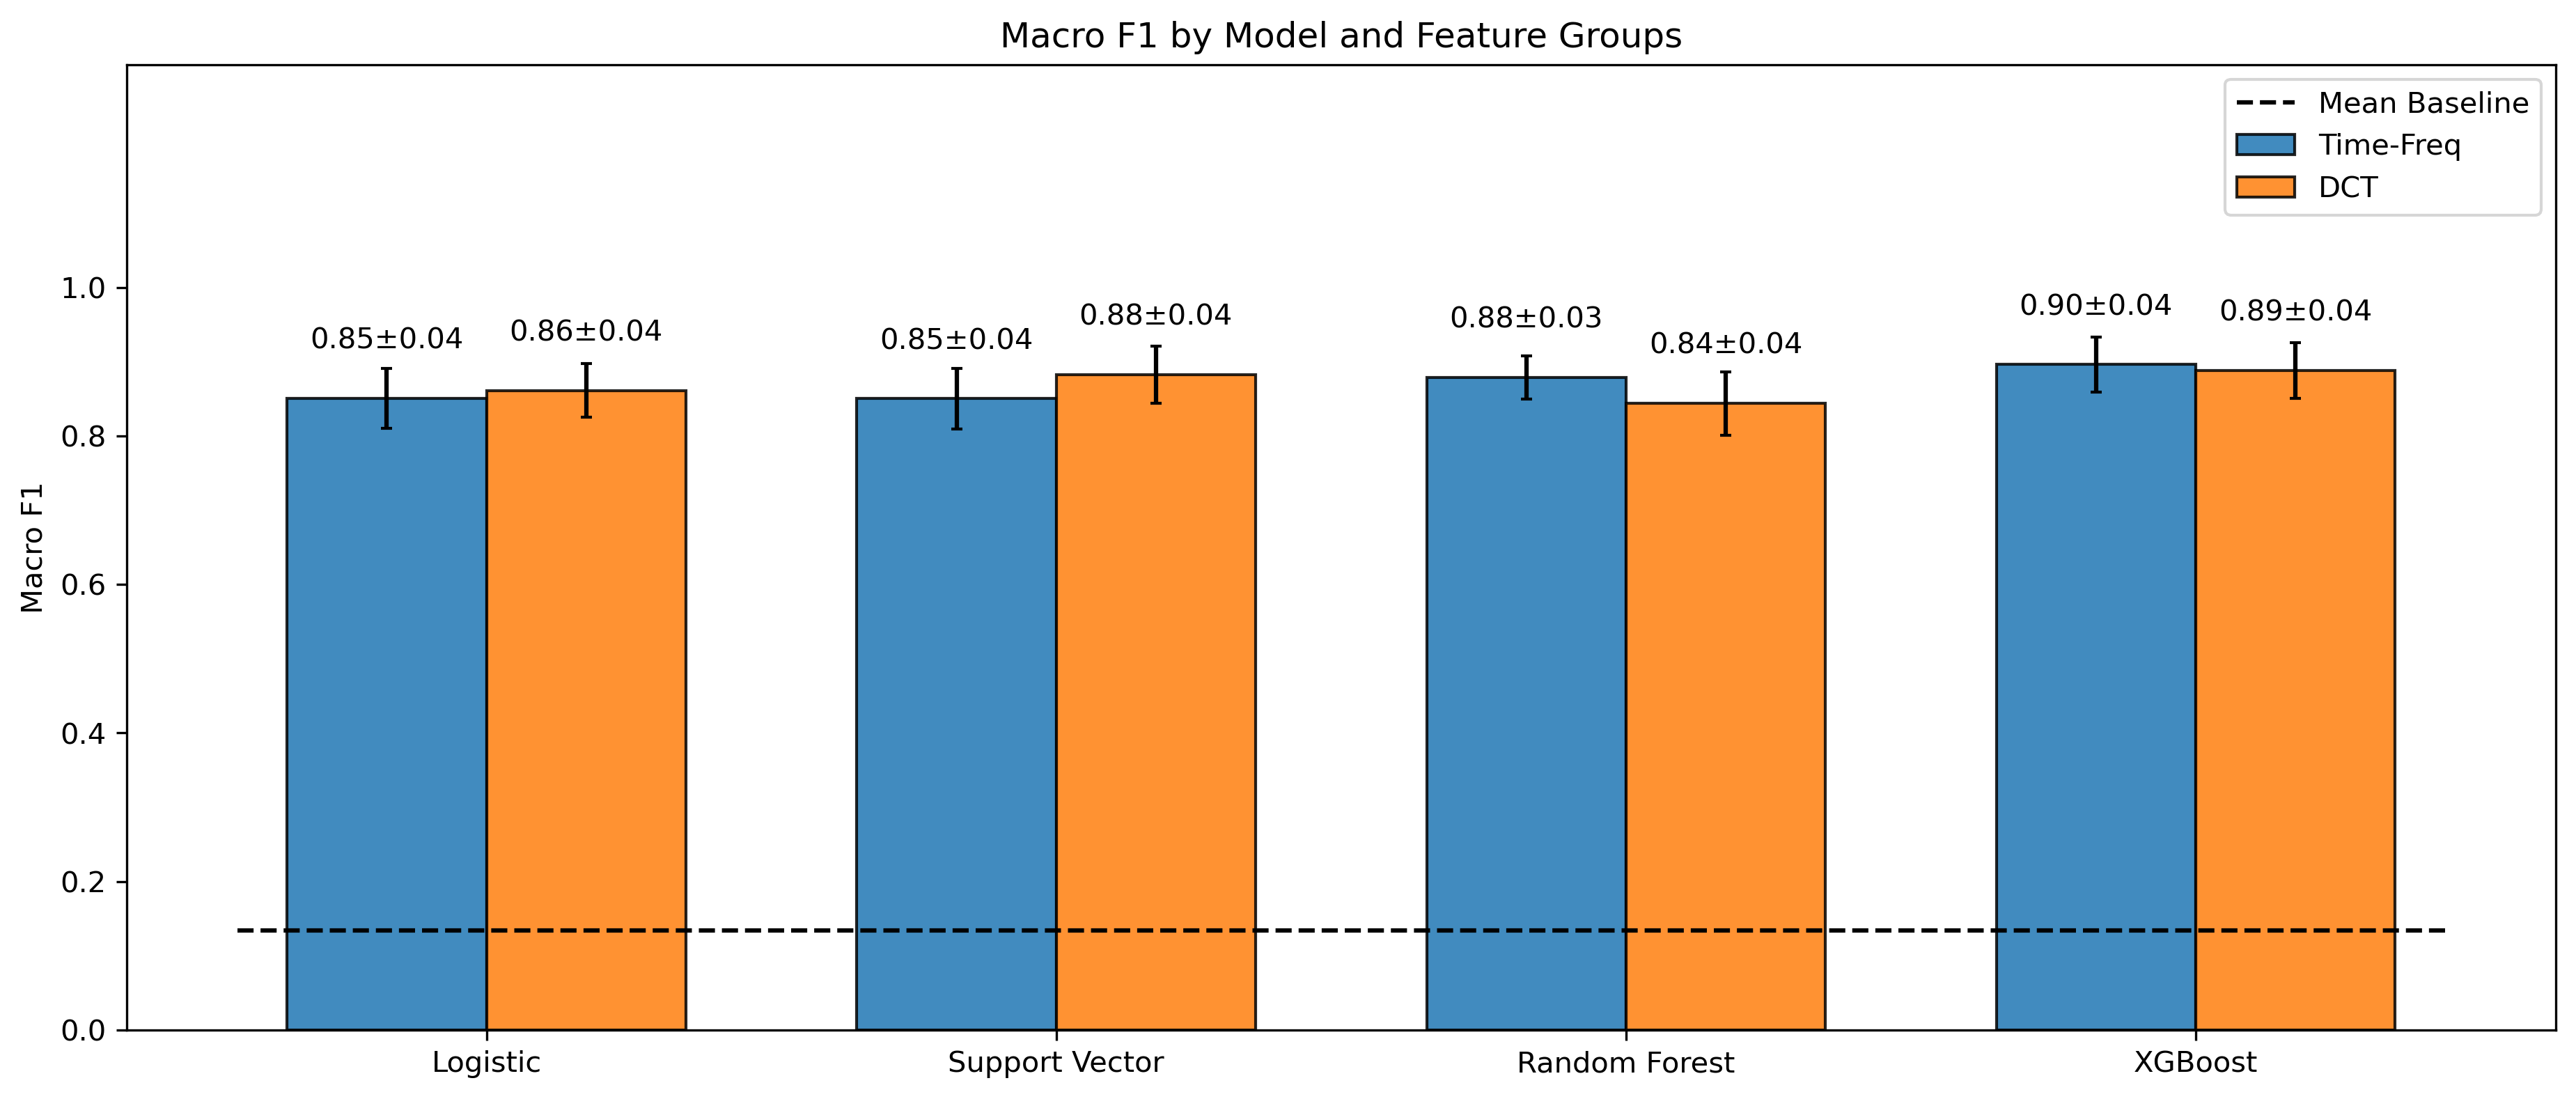 Macro F1 by Model and Feature Groups
Mean Baseline
Time-Freq
DCT
1.0
0.8
0.6
0.4
0.2
0.0
Macro F1
0.85±0.04
0.86±0.04
0.85±0.04
0.88±0.04
0.88±0.03
0.84±0.04
0.90±0.04
0.89±0.04
Logistic
Support Vector
Random Forest
XGBoost